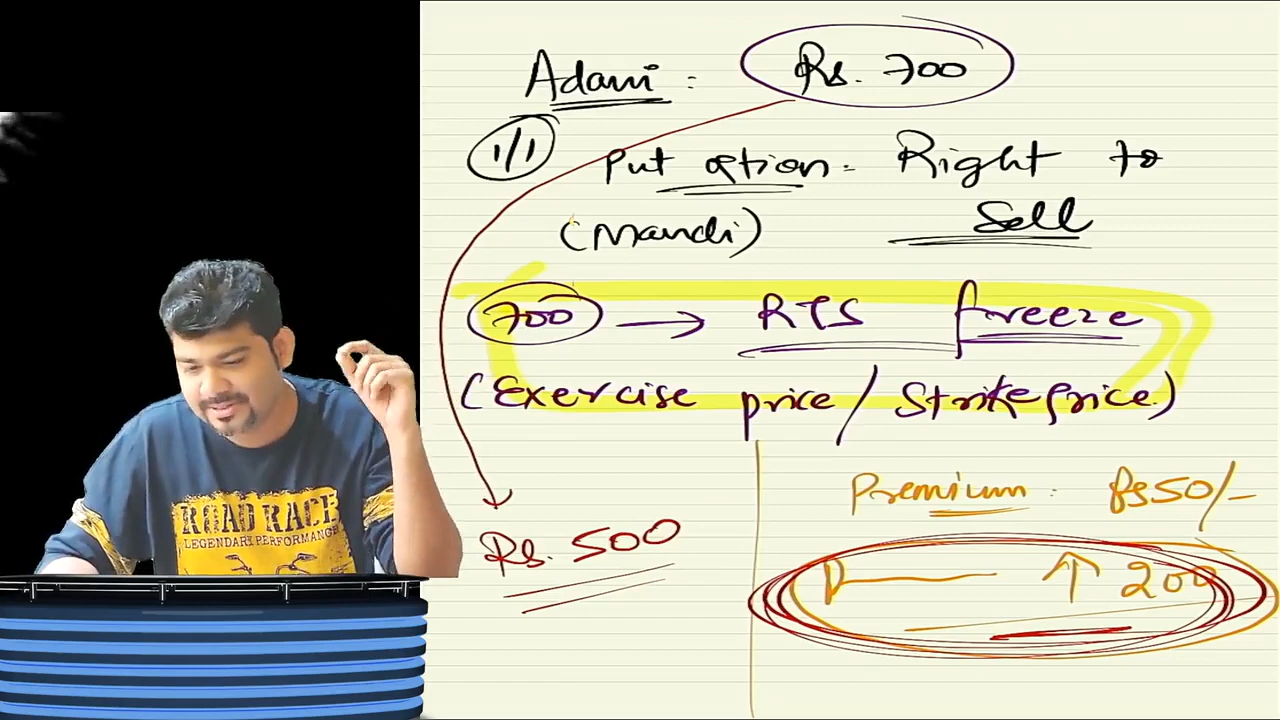 Adani : Rs. 700
1/1 Put option = Right to
(Mandi) Sell
700 → RTS freeze
(Exercise price / Strike price)
Premium : Rs 50/-
Rs. 500
P ↑ 200
ROAD RACE
LEGENDARY PERFORMANCE